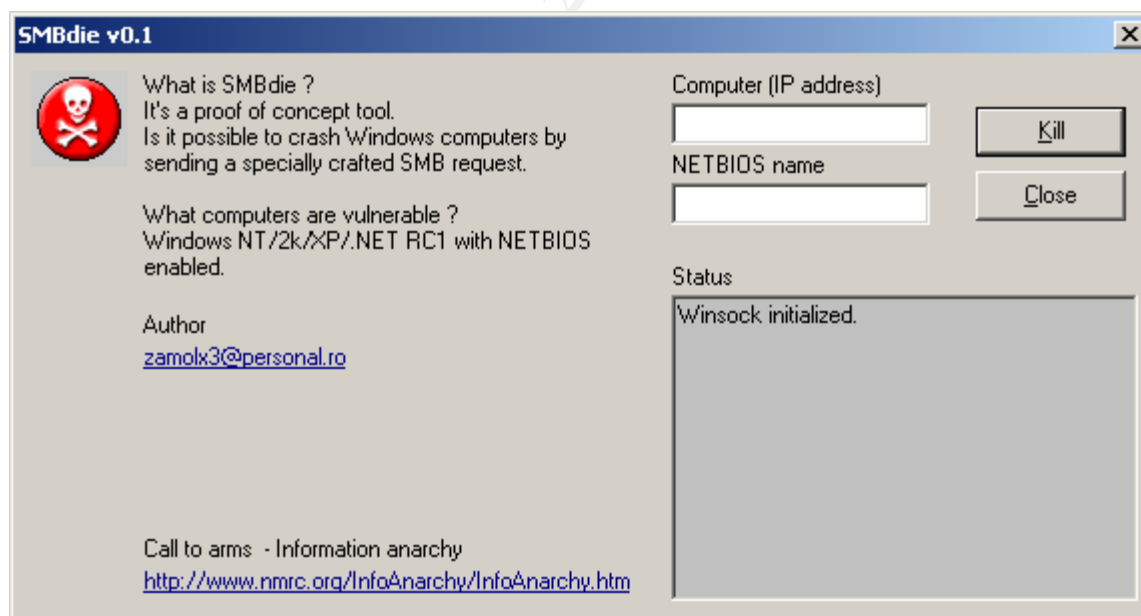 SMBdie v0.1
What is SMBdie ?
It's a proof of concept tool.
Is it possible to crash Windows computers by
sending a specially crafted SMB request.
What computers are vulnerable ?
Windows NT/2k/XP/.NET RC1 with NETBIOS
enabled.
Author
zamolx3@personal.ro
Call to arms - Information anarchy
http://www.nmrc.org/InfoAnarchy/InfoAnarchy.htm
Computer (IP address)
NETBIOS name
Kill
Close
Status
Winsock initialized.